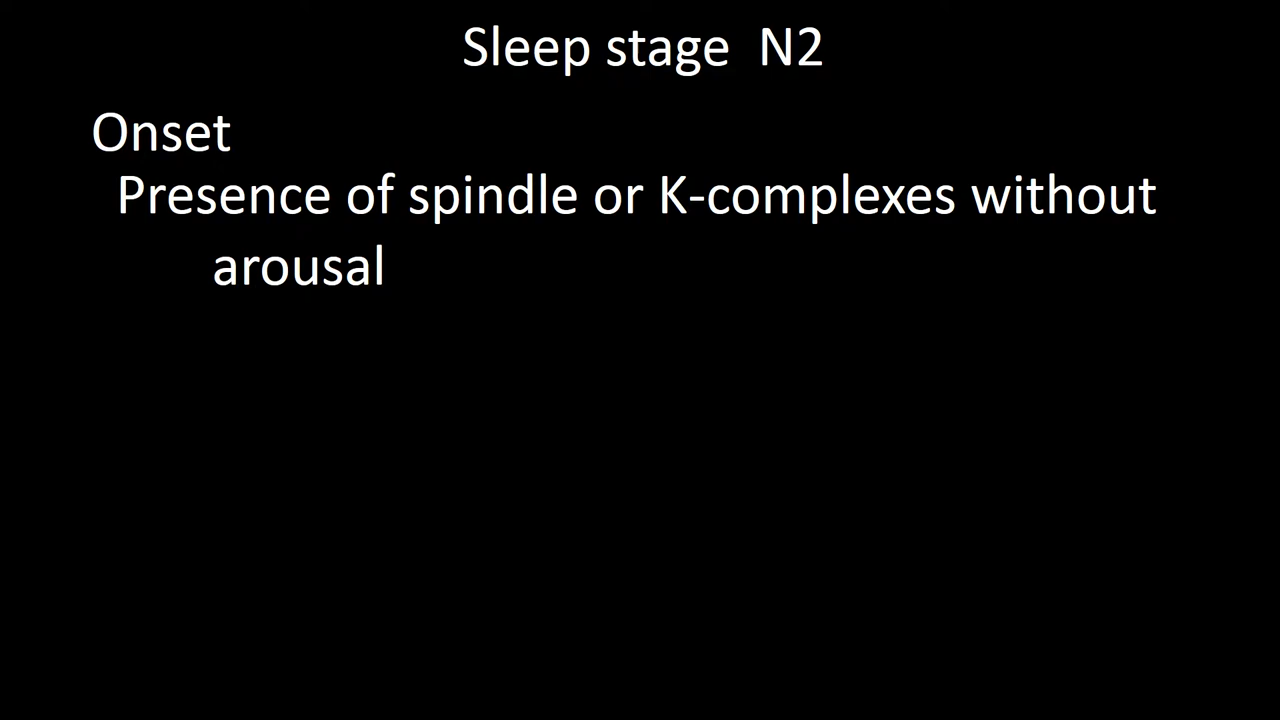 Sleep stage  N2
Onset
Presence of spindle or K-complexes without
arousal